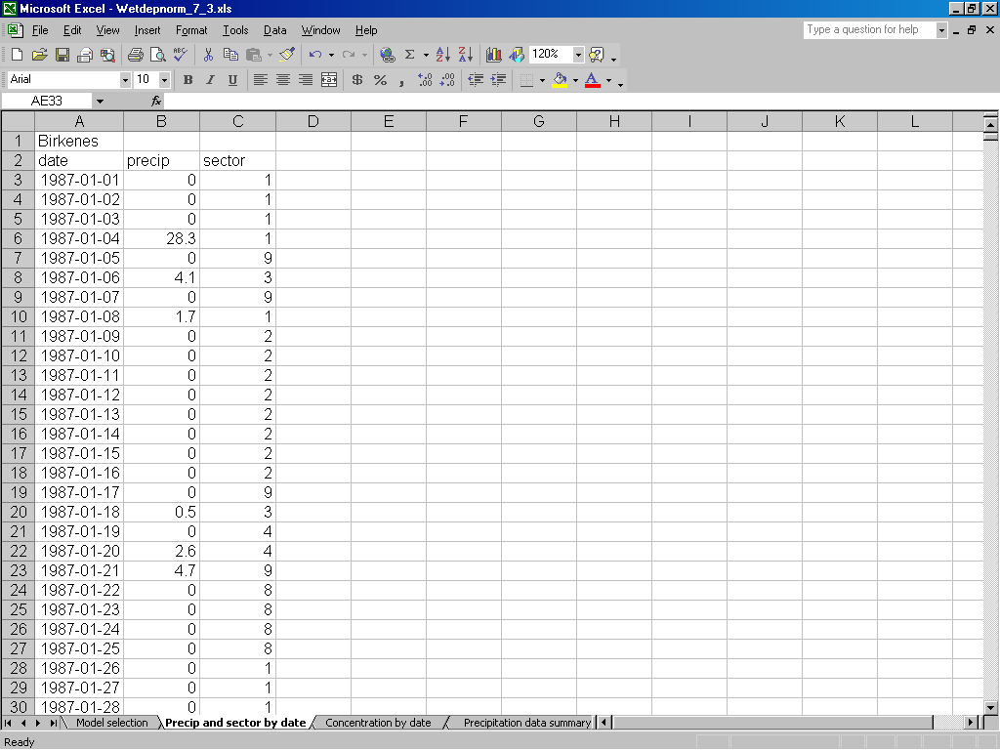 Microsoft Excel - Wetdepnorm_7_3.xls
File Edit View Insert Format Tools Data Window Help Type a question for help
Σ 120%
Arial 10 B I U $ % , A
AE33 fx
A B C D E F G H I J K L
1 Birkenes
2 date precip sector
3 1987-01-01 0 1
4 1987-01-02 0 1
5 1987-01-03 0 1
6 1987-01-04 28.3 1
7 1987-01-05 0 9
8 1987-01-06 4.1 3
9 1987-01-07 0 9
10 1987-01-08 1.7 1
11 1987-01-09 0 2
12 1987-01-10 0 2
13 1987-01-11 0 2
14 1987-01-12 0 2
15 1987-01-13 0 2
16 1987-01-14 0 2
17 1987-01-15 0 2
18 1987-01-16 0 2
19 1987-01-17 0 9
20 1987-01-18 0.5 3
21 1987-01-19 0 4
22 1987-01-20 2.6 4
23 1987-01-21 4.7 9
24 1987-01-22 0 8
25 1987-01-23 0 8
26 1987-01-24 0 8
27 1987-01-25 0 8
28 1987-01-26 0 1
29 1987-01-27 0 1
30 1987-01-28 0 1
Model selection Precip and sector by date Concentration by date Precipitation data summary
Ready